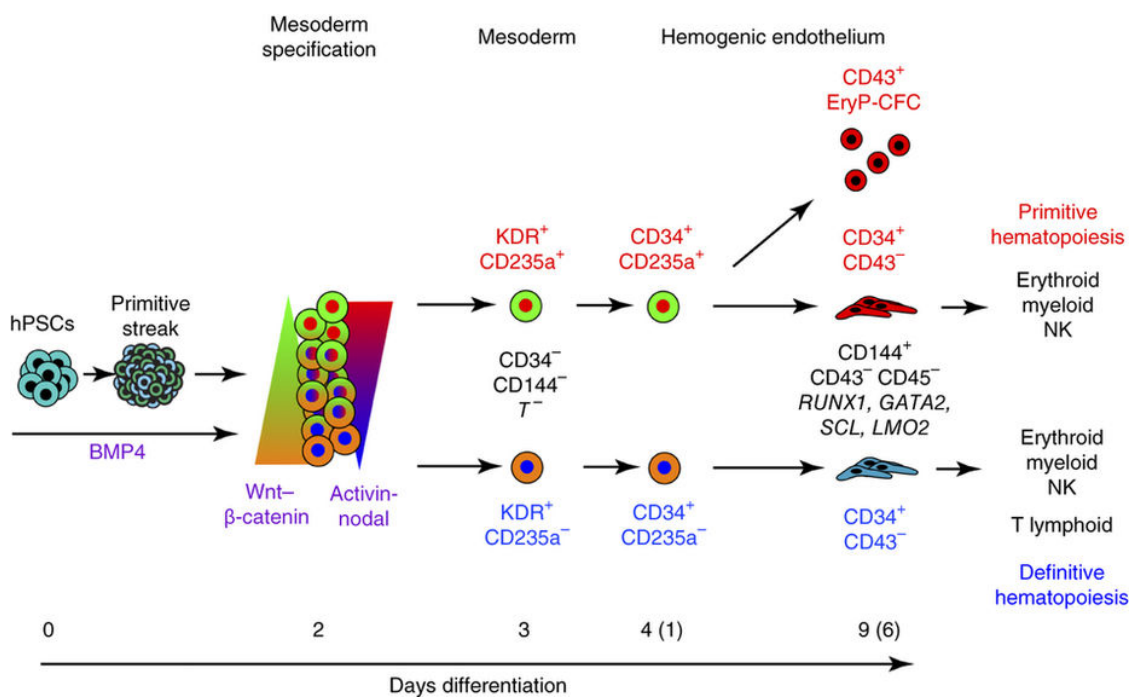 Mesoderm
specification
Mesoderm
Hemogenic endothelium
CD43⁺
EryP-CFC
hPSCs
Primitive
streak
BMP4
Wnt–
β-catenin
Activin-
nodal
KDR⁺
CD235a⁺
CD34⁺
CD235a⁺
CD34⁺
CD43⁻
Primitive
hematopoiesis
Erythroid
myeloid
NK
CD34⁻
CD144⁻
T⁻
CD144⁺
CD43⁻ CD45⁻
RUNX1, GATA2,
SCL, LMO2
KDR⁺
CD235a⁻
CD34⁺
CD235a⁻
CD34⁺
CD43⁻
Erythroid
myeloid
NK
T lymphoid
Definitive
hematopoiesis
0 2 3 4 (1) 9 (6)
Days differentiation